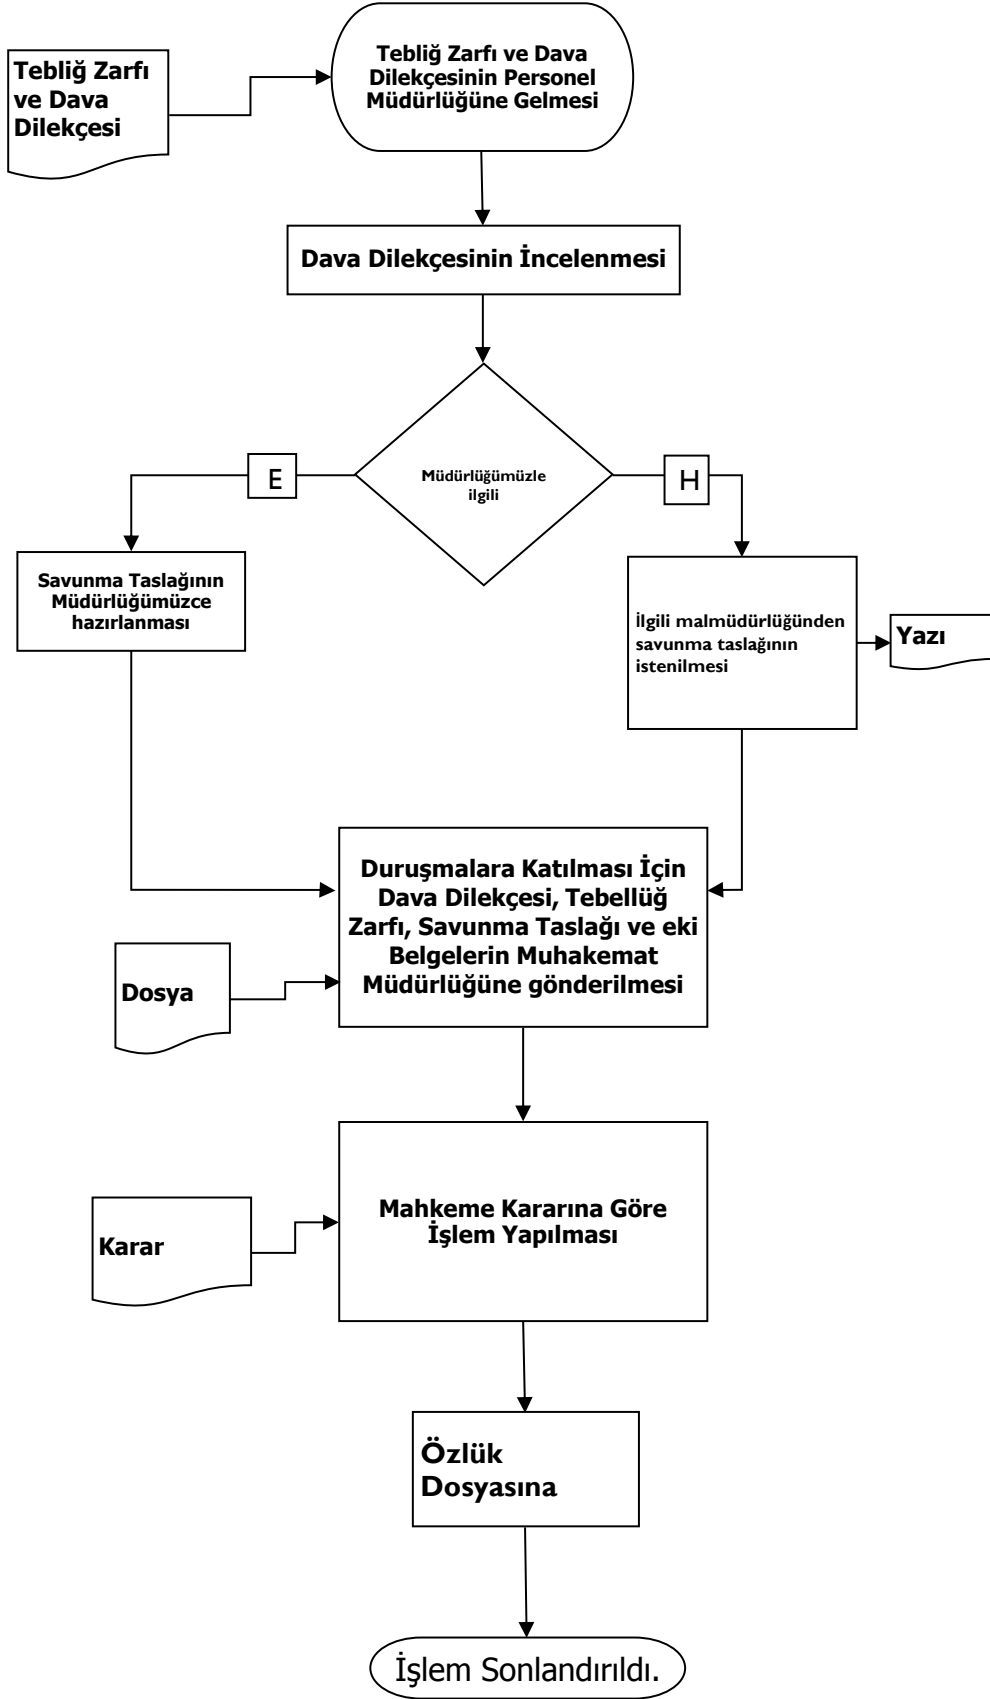 Tebliğ Zarfı
ve Dava
Dilekçesi
Tebliğ Zarfı ve Dava
Dilekçesinin Personel
Müdürlüğüne Gelmesi
Dava Dilekçesinin İncelenmesi
Müdürlüğümüzle
ilgili
E
H
Savunma Taslağının
Müdürlüğümüzce
hazırlanması
İlgili malmüdürlüğünden
savunma taslağının
istenilmesi
Yazı
Duruşmalara Katılması İçin
Dava Dilekçesi, Tebellüğ
Zarfı, Savunma Taslağı ve eki
Belgelerin Muhakemat
Müdürlüğüne gönderilmesi
Dosya
Mahkeme Kararına Göre
İşlem Yapılması
Karar
Özlük
Dosyasına
İşlem Sonlandırıldı.